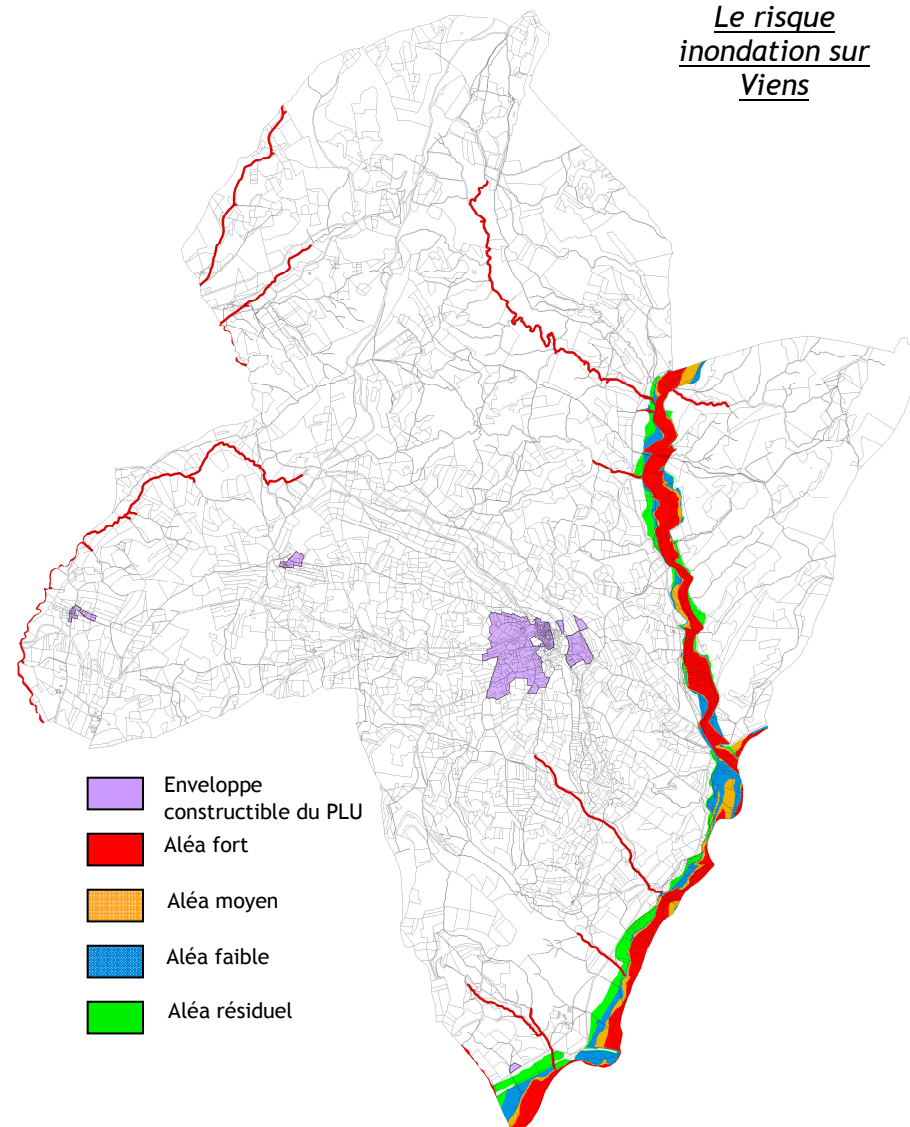 Le risque
inondation sur
Viens
Enveloppe
constructible du PLU
Aléa fort
Aléa moyen
Aléa faible
Aléa résiduel